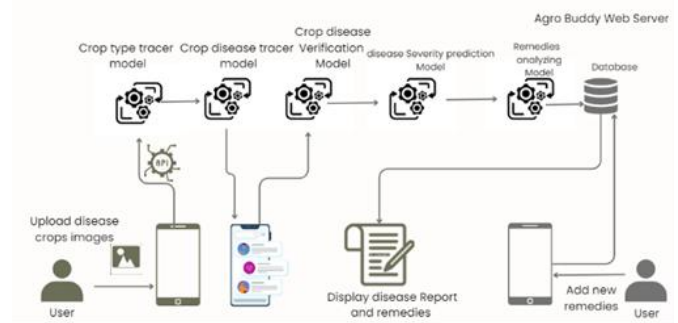 Agro Buddy Web Server
Crop type tracer
model
Crop disease tracer
model
Crop disease
Verification
Model
disease Severity prediction
Model
Remedies
analyzing
Model
Database
API
Upload disease
crops images
User
Display disease Report
and remedies
Add new
remedies
User